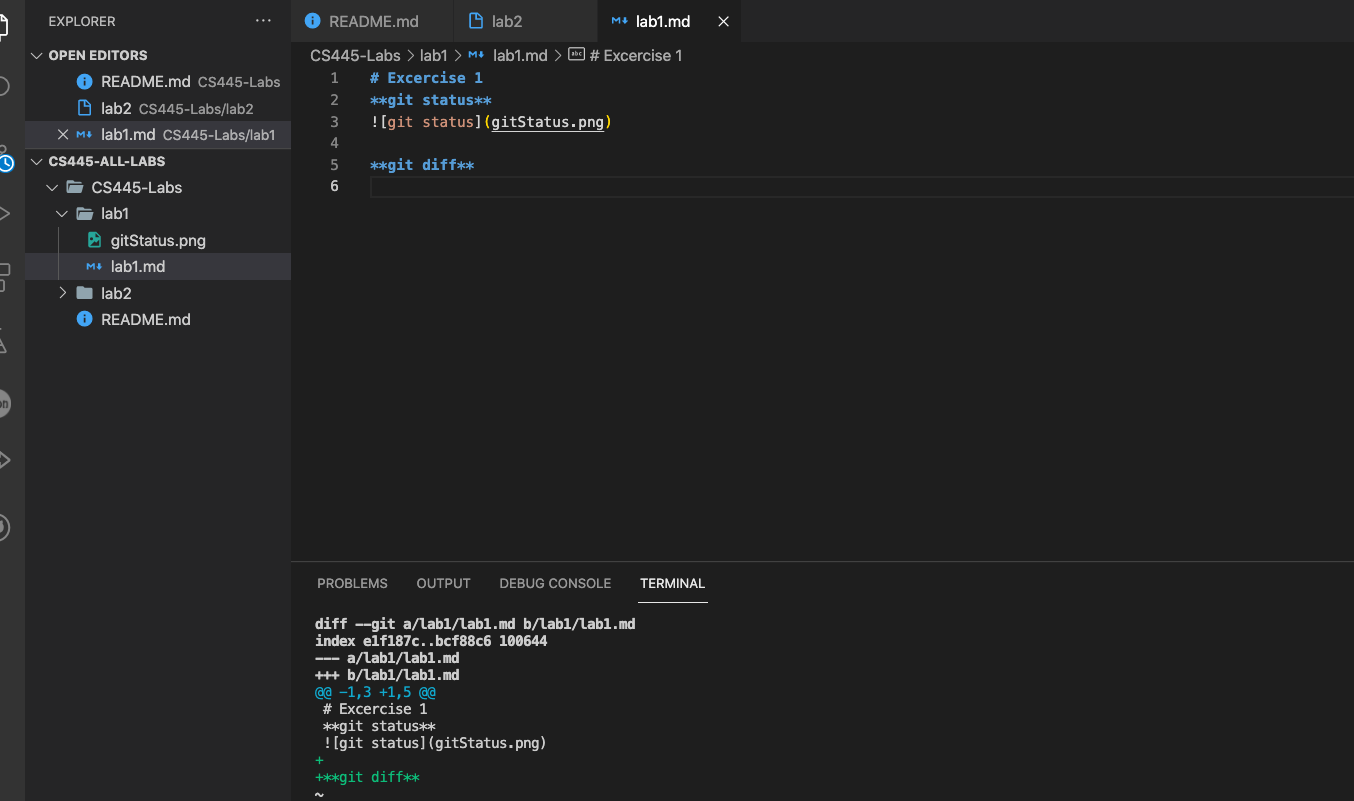 EXPLORER
OPEN EDITORS
README.md CS445-Labs
lab2 CS445-Labs/lab2
lab1.md CS445-Labs/lab1
CS445-ALL-LABS
CS445-Labs
lab1
gitStatus.png
lab1.md
lab2
README.md
README.md lab2 lab1.md
CS445-Labs > lab1 > lab1.md > # Excercise 1
1 # Excercise 1
2 **git status**
3 ![git status](gitStatus.png)
4
5 **git diff**
6
PROBLEMS OUTPUT DEBUG CONSOLE TERMINAL
diff --git a/lab1/lab1.md b/lab1/lab1.md
index e1f187c..bcf88c6 100644
--- a/lab1/lab1.md
+++ b/lab1/lab1.md
@@ -1,3 +1,5 @@
# Excercise 1
**git status**
![git status](gitStatus.png)
+
+**git diff**
~